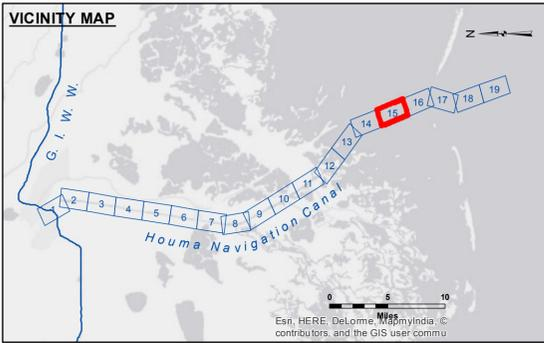 VICINITY MAP
N
G. I. W. W.
2
3
4
5
6
7
8
9
10
11
12
13
14
15
16
17
18
19
Houma Navigation Canal
0 5 10
Miles
Esri, HERE, DeLorme, MapmyIndia, ©
contributors, and the GIS user commu